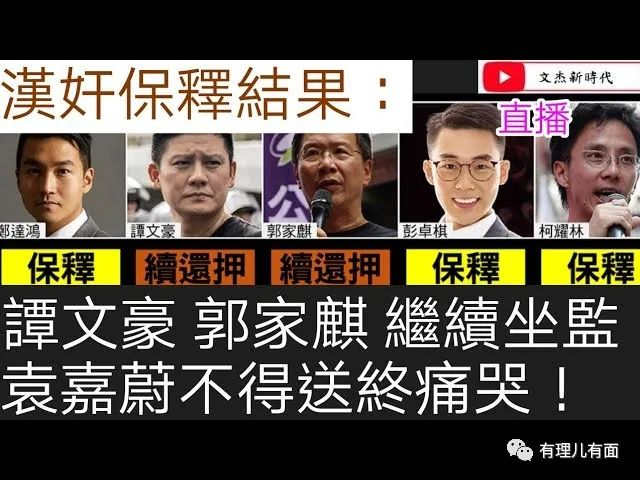 漢奸保釋結果：
文杰新時代
直播
鄭達鴻
譚文豪
郭家麒
彭卓棋
柯耀林
保釋
續還押
續還押
保釋
保釋
譚文豪 郭家麒 繼續坐監
袁嘉蔚不得送終痛哭！
公
有理儿有面